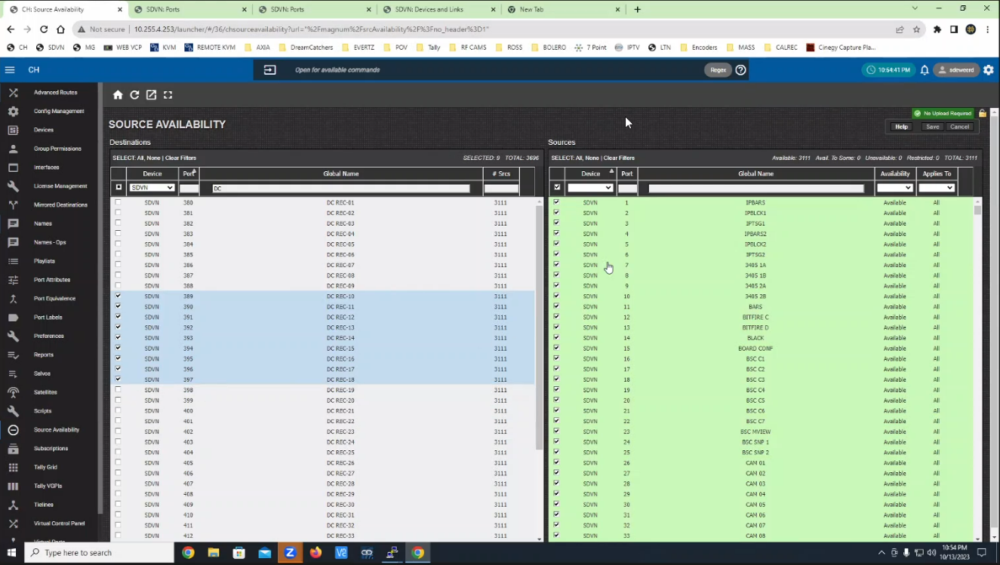 CH: Source Availability
SDVN: Ports
SDVN: Ports
SDVN: Devices and Links
New Tab
Not secure | 10.255.4.253/launcher/#/36/chsourceavailability?url="%2Fmagnum%2FsrcAvailability%2F%3Fno_header%3D1"
CH SDVN MG WEB VCP KVM REMOTE KVM AXIA DreamCatchers EVERTZ POV Tally RF CAMS ROSS BOLERO 7 Point IPTV LTN Encoders MASS CALREC Cinegy Capture Pla...
CH Open for available commands Regex 10:54:41 PM sdeweerd
Advanced Routes
Config Management
Devices
Group Permissions
Interfaces
License Management
Mirrored Destinations
Names
Names - Ops
Playlists
Port Attributes
Port Equivalence
Port Labels
Preferences
Reports
Salvos
Satellites
Scripts
Source Availability
Subscriptions
Tally Grid
Tally VGPIs
Tielines
Virtual Control Panel
Virtual Ports
No Upload Required
SOURCE AVAILABILITY
Help Save Cancel
Destinations
SELECT: All, None | Clear Filters SELECTED: 9 TOTAL: 3696
Device Port Global Name # Srcs
SDVN DC
SDVN 380 DC REC-01 3111
SDVN 381 DC REC-02 3111
SDVN 382 DC REC-03 3111
SDVN 383 DC REC-04 3111
SDVN 384 DC REC-05 3111
SDVN 385 DC REC-06 3111
SDVN 386 DC REC-07 3111
SDVN 387 DC REC-08 3111
SDVN 388 DC REC-09 3111
SDVN 389 DC REC-10 3111
SDVN 390 DC REC-11 3111
SDVN 391 DC REC-12 3111
SDVN 392 DC REC-13 3111
SDVN 393 DC REC-14 3111
SDVN 394 DC REC-15 3111
SDVN 395 DC REC-16 3111
SDVN 396 DC REC-17 3111
SDVN 397 DC REC-18 3111
SDVN 398 DC REC-19 3111
SDVN 399 DC REC-20 3111
SDVN 400 DC REC-21 3111
SDVN 401 DC REC-22 3111
SDVN 402 DC REC-23 3111
SDVN 403 DC REC-24 3111
SDVN 404 DC REC-25 3111
SDVN 405 DC REC-26 3111
SDVN 406 DC REC-27 3111
SDVN 407 DC REC-28 3111
SDVN 408 DC REC-29 3111
SDVN 409 DC REC-30 3111
SDVN 410 DC REC-31 3111
SDVN 411 DC REC-32 3111
SDVN 412 DC REC-33 3111
Sources
SELECT: All, None | Clear Filters Available: 3111 Avail. To Some: 0 Unavailable: 0 Restricted: 0 TOTAL: 3111
Device Port Global Name Availability Applies To
SDVN 1 IPBARS Available All
SDVN 2 IPBLCK1 Available All
SDVN 3 IPTSG1 Available All
SDVN 4 IPBARS2 Available All
SDVN 5 IPBLCK2 Available All
SDVN 6 IPTSG2 Available All
SDVN 7 3405 1A Available All
SDVN 8 3405 1B Available All
SDVN 9 3405 2A Available All
SDVN 10 3405 2B Available All
SDVN 11 BARS Available All
SDVN 12 BITFIRE C Available All
SDVN 13 BITFIRE D Available All
SDVN 14 BLACK Available All
SDVN 15 BOARD CONF Available All
SDVN 16 BSC C1 Available All
SDVN 17 BSC C2 Available All
SDVN 18 BSC C3 Available All
SDVN 19 BSC C4 Available All
SDVN 20 BSC C5 Available All
SDVN 21 BSC C6 Available All
SDVN 22 BSC C7 Available All
SDVN 23 BSC MVIEW Available All
SDVN 24 BSC SNP 1 Available All
SDVN 25 BSC SNP 2 Available All
SDVN 26 CAM 01 Available All
SDVN 27 CAM 02 Available All
SDVN 28 CAM 03 Available All
SDVN 29 CAM 04 Available All
SDVN 30 CAM 05 Available All
SDVN 31 CAM 06 Available All
SDVN 32 CAM 07 Available All
SDVN 33 CAM 08 Available All
Type here to search
10:54 PM
10/13/2023